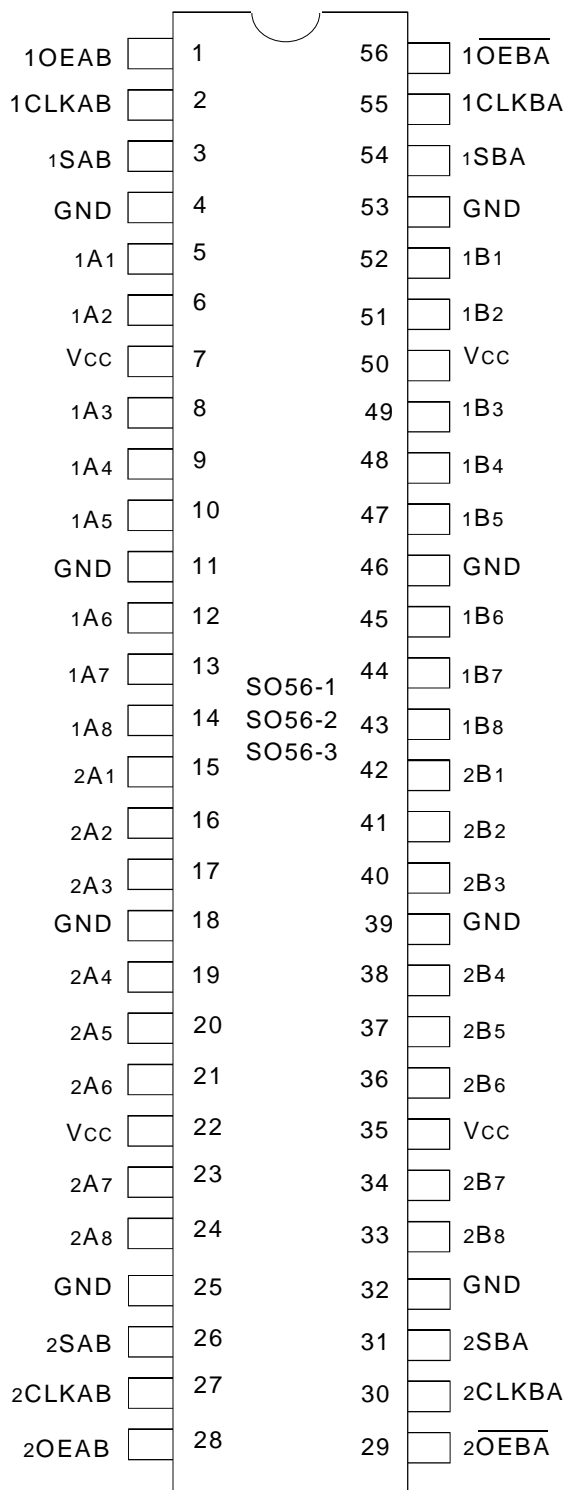 1OEAB 1 56 1OEBA
1CLKAB 2 55 1CLKBA
1SAB 3 54 1SBA
GND 4 53 GND
1A1 5 52 1B1
1A2 6 51 1B2
VCC 7 50 VCC
1A3 8 49 1B3
1A4 9 48 1B4
1A5 10 47 1B5
GND 11 46 GND
1A6 12 45 1B6
1A7 13 44 1B7
SO56-1
1A8 14 SO56-2 43 1B8
SO56-3
2A1 15 42 2B1
2A2 16 41 2B2
2A3 17 40 2B3
GND 18 39 GND
2A4 19 38 2B4
2A5 20 37 2B5
2A6 21 36 2B6
VCC 22 35 VCC
2A7 23 34 2B7
2A8 24 33 2B8
GND 25 32 GND
2SAB 26 31 2SBA
2CLKAB 27 30 2CLKBA
2OEAB 28 29 2OEBA